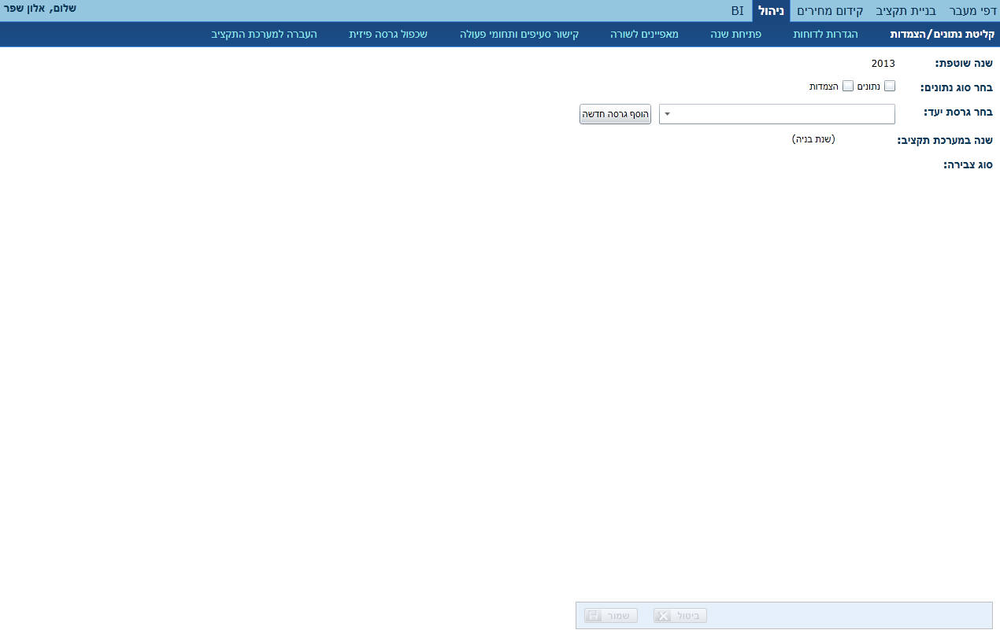 דפי מעבר בניית תקציב קידום מחירים ניהול BI שלום, אלון שפר
קליטת נתונים/הצמדות הגדרות לדוחות פתיחת שנה מאפיינים לשורה קישור סעיפים ותחומי פעולה שכפול גרסה פיזית העברה למערכת התקציב
שנה שוטפת: 2013
בחר סוג נתונים: נתונים הצמדות
בחר גרסת יעד: הוסף גרסה חדשה
שנה במערכת תקציב: (שנת בניה)
סוג צבירה:
ביטול שמור